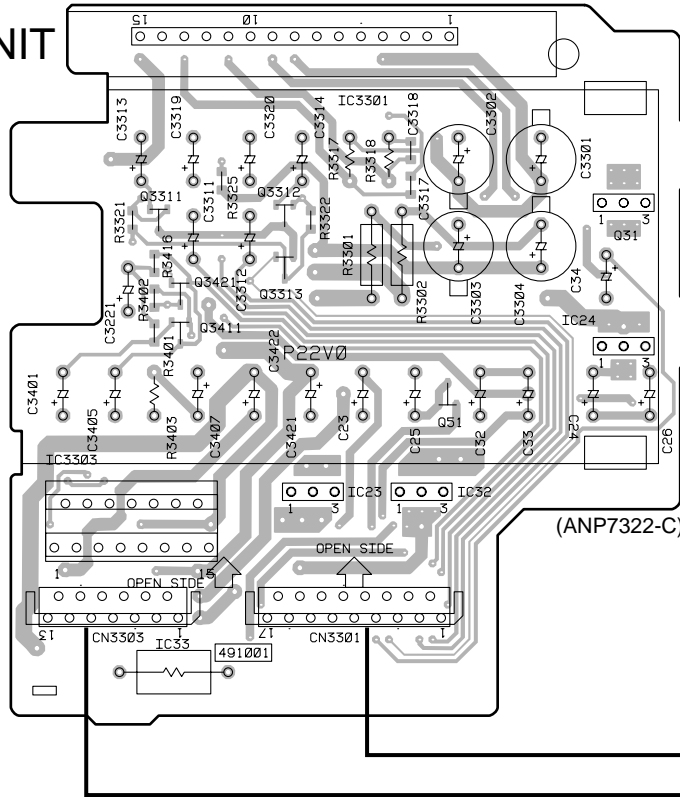 NIT
15 10 1
C3313
C3319
C3320
C3314
IC3301
C3318
C3302
R3317
R3318
C3301
Q3311
C3311
R3325
Q3312
C3317
R3321
R3322
1 3
Q31
R3416
R3301
C34
R3402
Q3421
C3312
Q3313
R3302
C3303
C3304
C3221
Q3411
IC24
R3401
C3422
P22V0
1 3
C3401
C3405
R3403
C3407
C3421
C23
C25
Q51
C32
C33
C24
C26
IC3303
IC23
IC32
1 3
1 3
(ANP7322-C)
OPEN SIDE
1 15
OPEN SIDE
13 1
CN3303
17 1
CN3301
IC33
491001